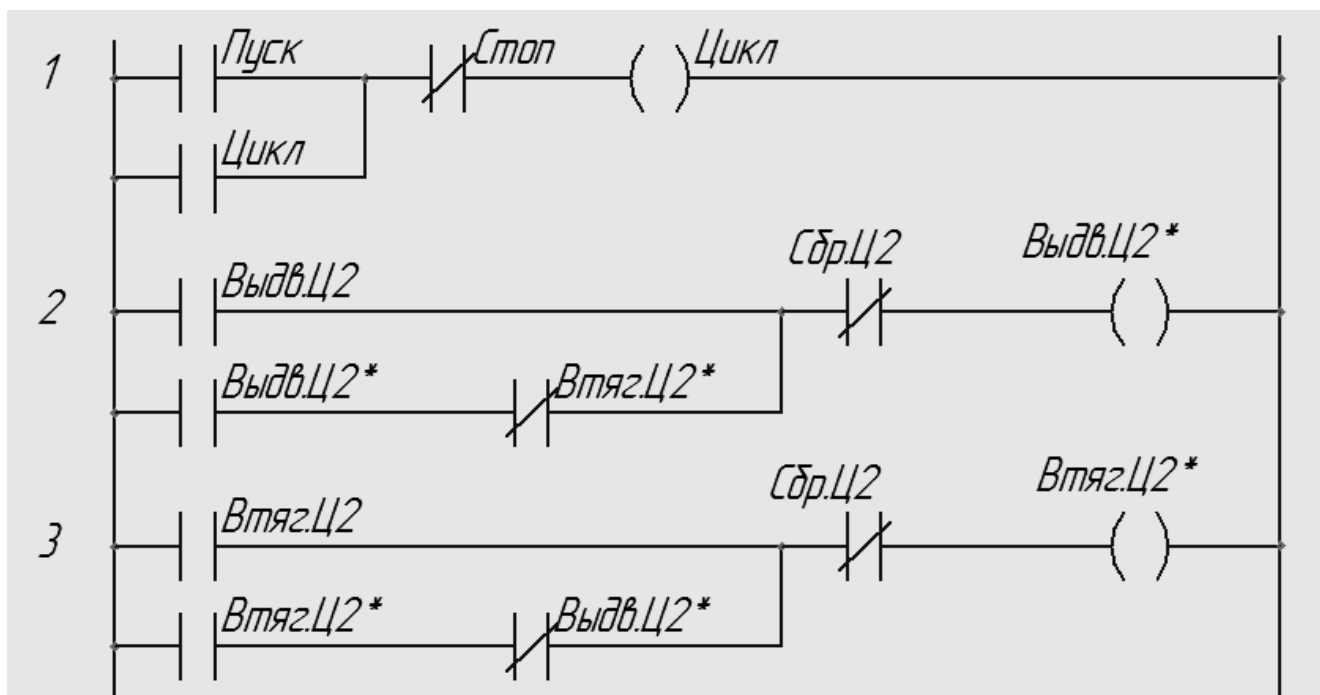 1 Пуск Стоп Цикл
Цикл
Сбр.Ц2 Выдв.Ц2*
2 Выдв.Ц2
Выдв.Ц2* Втяг.Ц2*
Сбр.Ц2 Втяг.Ц2*
3 Втяг.Ц2
Втяг.Ц2* Выдв.Ц2*